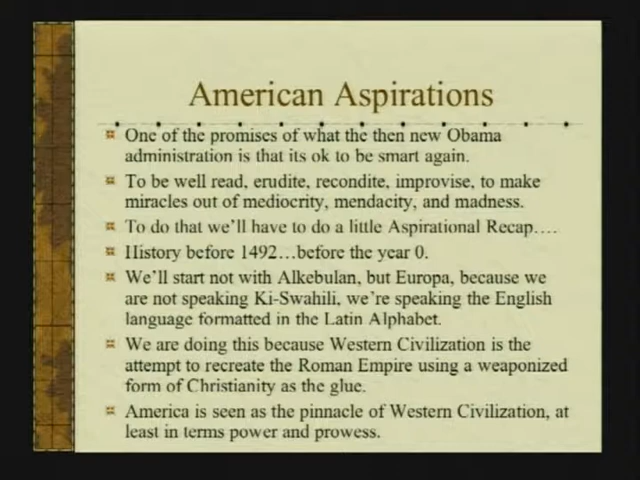 American Aspirations
One of the promises of what the then new Obama
administration is that its ok to be smart again.
To be well read, erudite, recondite, improvise, to make
miracles out of mediocrity, mendacity, and madness.
To do that we'll have to do a little Aspirational Recap….
History before 1492…before the year 0.
We'll start not with Alkebulan, but Europa, because we
are not speaking Ki-Swahili, we're speaking the English
language formatted in the Latin Alphabet.
We are doing this because Western Civilization is the
attempt to recreate the Roman Empire using a weaponized
form of Christianity as the glue.
America is seen as the pinnacle of Western Civilization, at
least in terms power and prowess.